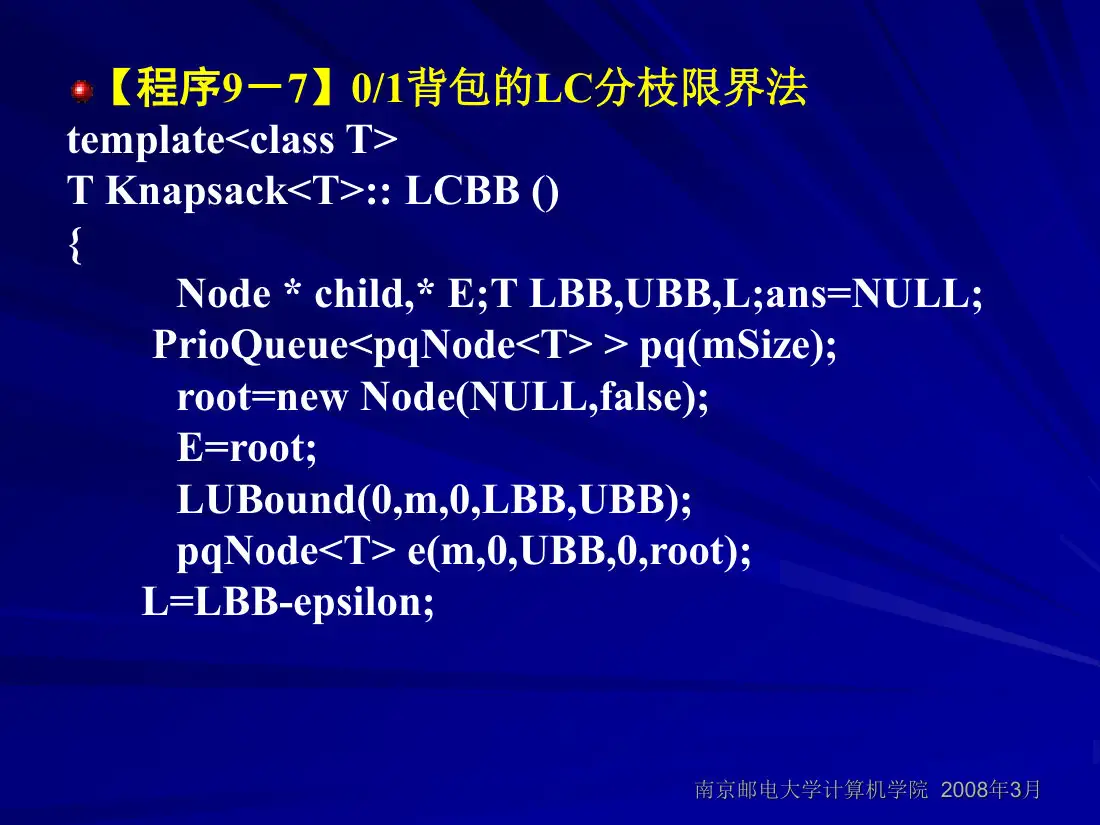 【程序9－7】0/1背包的LC分枝限界法
template<class T>
T Knapsack<T>:: LCBB ()
{
Node * child,* E;T LBB,UBB,L;ans=NULL;
PrioQueue<pqNode<T> > pq(mSize);
root=new Node(NULL,false);
E=root;
LUBound(0,m,0,LBB,UBB);
pqNode<T> e(m,0,UBB,0,root);
L=LBB-epsilon;
南京邮电大学计算机学院 2008年3月